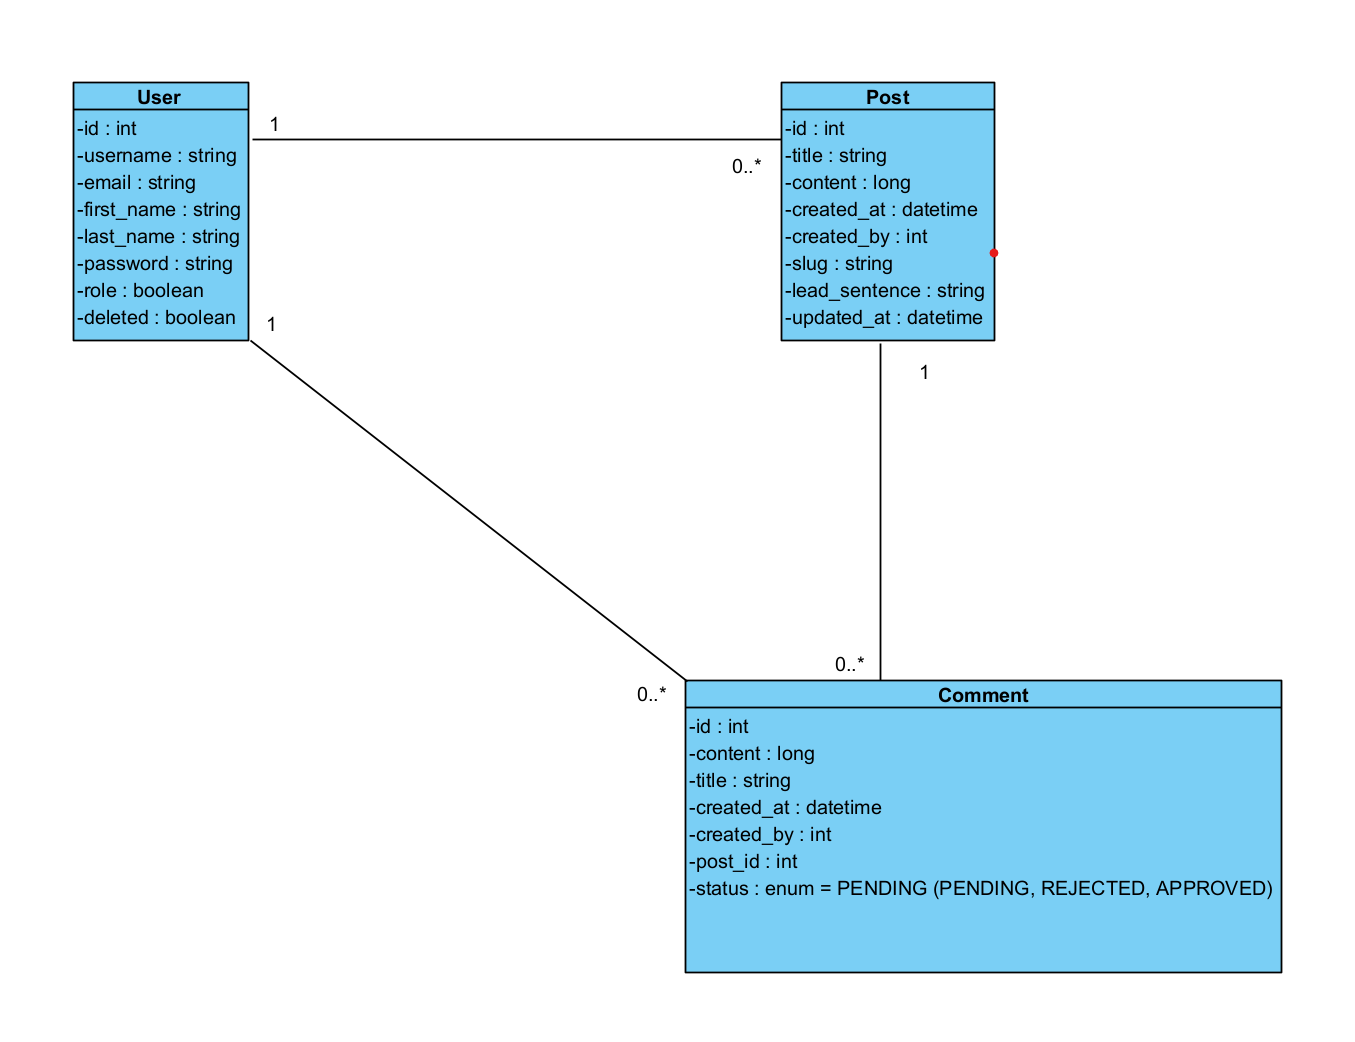 User
-id : int
-username : string
-email : string
-first_name : string
-last_name : string
-password : string
-role : boolean
-deleted : boolean
1
0..*
Post
-id : int
-title : string
-content : long
-created_at : datetime
-created_by : int
-slug : string
-lead_sentence : string
-updated_at : datetime
1
1
0..*
0..*
Comment
-id : int
-content : long
-title : string
-created_at : datetime
-created_by : int
-post_id : int
-status : enum = PENDING (PENDING, REJECTED, APPROVED)